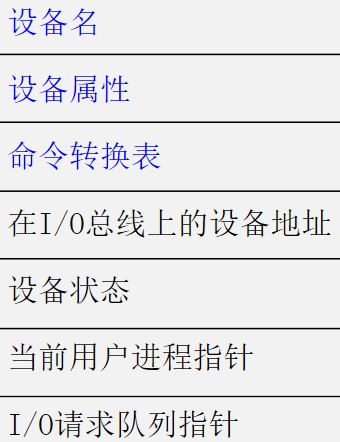 设备名
设备属性
命令转换表
在I/O总线上的设备地址
设备状态
当前用户进程指针
I/O请求队列指针